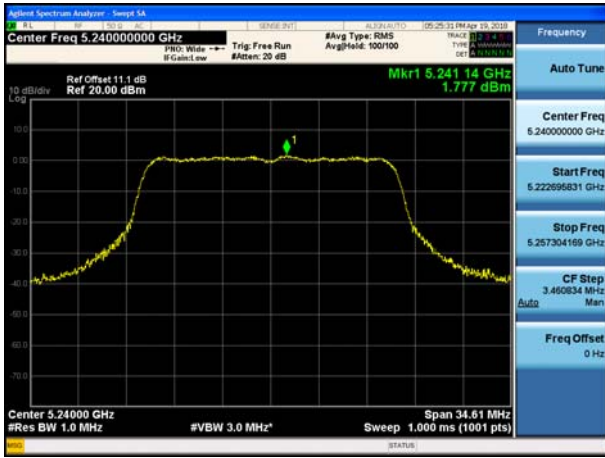 Agilent Spectrum Analyzer - Swept SA
RL RF 50 Ω AC SENSE:INT ALIGNAUTO 05:25:31 PM Apr 19, 2018
Center Freq 5.240000000 GHz
PNO: Wide
IFGain:Low
Trig: Free Run
#Atten: 20 dB
#Avg Type: RMS
Avg|Hold: 100/100
TRACE 1 2 3 4 5 6
TYPE
DET A N N N N N
Frequency
Mkr1 5.241 14 GHz
1.777 dBm
Ref Offset 11.1 dB
Ref 20.00 dBm
10 dB/div
Log
10.0
0.00
-10.0
-20.0
-30.0
-40.0
-50.0
-60.0
-70.0
1
Center 5.24000 GHz
Span 34.61 MHz
#Res BW 1.0 MHz
#VBW 3.0 MHz*
Sweep 1.000 ms (1001 pts)
Auto Tune
Center Freq
5.240000000 GHz
Start Freq
5.222695831 GHz
Stop Freq
5.257304169 GHz
CF Step
3.460834 MHz
Auto Man
Freq Offset
0 Hz
MSG
STATUS